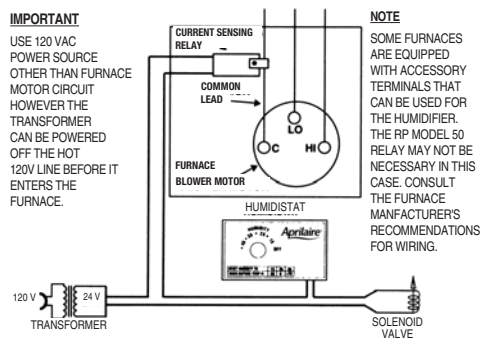 IMPORTANT
USE 120 VAC
POWER SOURCE
OTHER THAN FURNACE
MOTOR CIRCUIT
HOWEVER THE
TRANSFORMER
CAN BE POWERED
OFF THE HOT
120V LINE BEFORE IT
ENTERS THE
FURNACE.
CURRENT SENSING
RELAY
COMMON
LEAD
LO
C
HI
FURNACE
BLOWER MOTOR
NOTE
SOME FURNACES
ARE EQUIPPED
WITH ACCESSORY
TERMINALS THAT
CAN BE USED FOR
THE HUMIDIFIER.
THE RP MODEL 50
RELAY MAY NOT BE
NECESSARY IN THIS
CASE. CONSULT
THE FURNACE
MANFACTURER'S
RECOMMENDATIONS
FOR WIRING.
HUMIDISTAT
HUMIDITY
Aprilaire
OFF
120 V
24 V
TRANSFORMER
SOLENOID
VALVE